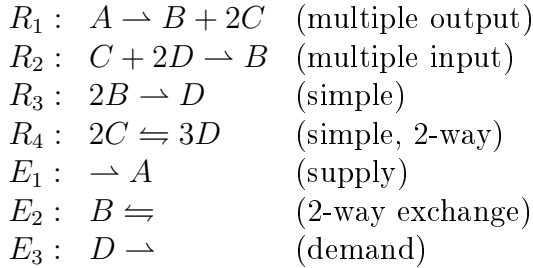 R₁ : A ⇀ B + 2C (multiple output)
R₂ : C + 2D ⇀ B (multiple input)
R₃ : 2B ⇀ D (simple)
R₄ : 2C ⇋ 3D (simple, 2-way)
E₁ : ⇀ A (supply)
E₂ : B ⇋ (2-way exchange)
E₃ : D ⇀ (demand)